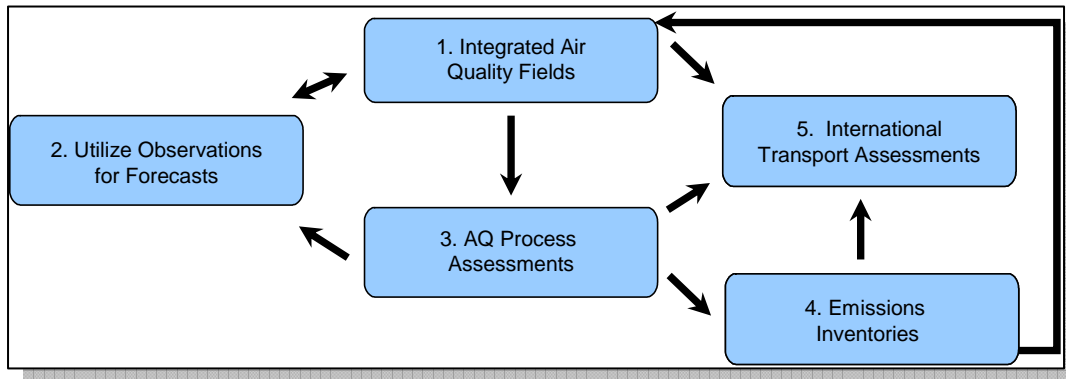 1. Integrated Air
Quality Fields
2. Utilize Observations
for Forecasts
3. AQ Process
Assessments
4. Emissions
Inventories
5. International
Transport Assessments